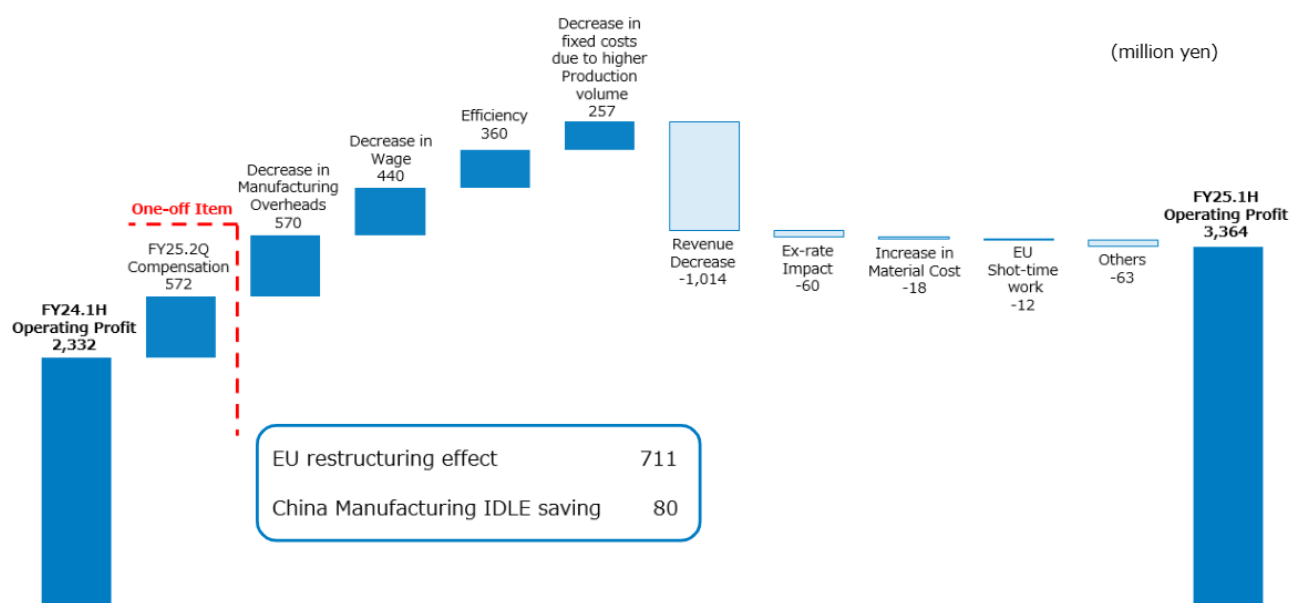 (million yen)
FY24.1H
Operating Profit
2,332
One-off Item
FY25.2Q
Compensation
572
Decrease in
Manufacturing
Overheads
570
Decrease in
Wage
440
Efficiency
360
Decrease in
fixed costs
due to higher
Production
volume
257
Revenue
Decrease
-1,014
Ex-rate
Impact
-60
Increase in
Material Cost
-18
EU
Shot-time
work
-12
Others
-63
FY25.1H
Operating Profit
3,364
EU restructuring effect 711
China Manufacturing IDLE saving 80